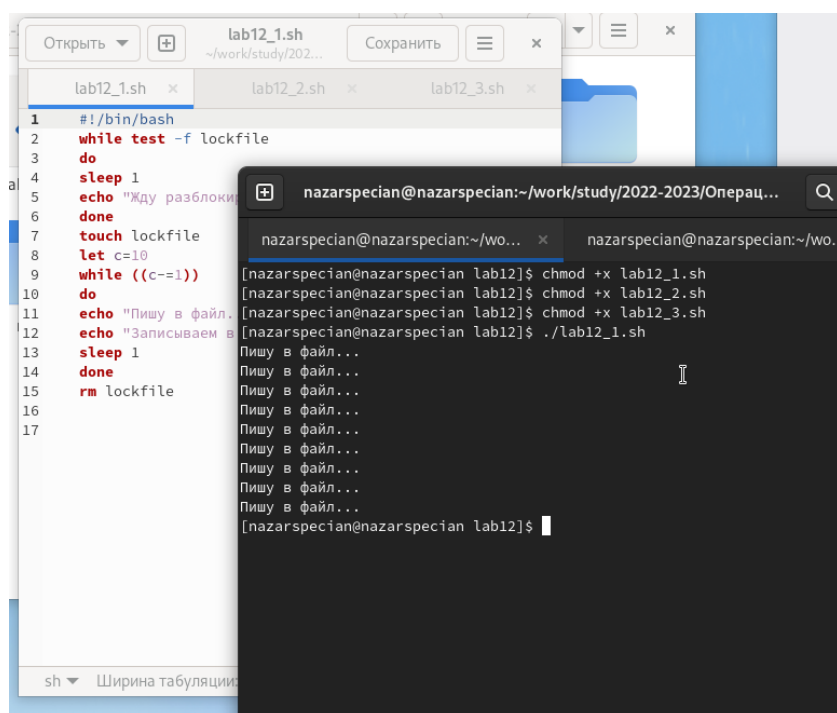 Открыть
lab12_1.sh
~/work/study/202...
Сохранить
lab12_1.sh
lab12_2.sh
lab12_3.sh
1 #!/bin/bash
2 while test -f lockfile
3 do
4 sleep 1
5 echo "Жду разблокир
6 done
7 touch lockfile
8 let c=10
9 while ((c-=1))
10 do
11 echo "Пишу в файл.
12 echo "Записываем в
13 sleep 1
14 done
15 rm lockfile
16
17
sh Ширина табуляции:
nazarspecian@nazarspecian:~/work/study/2022-2023/Операц...
nazarspecian@nazarspecian:~/wo...
nazarspecian@nazarspecian:~/wo.
[nazarspecian@nazarspecian lab12]$ chmod +x lab12_1.sh
[nazarspecian@nazarspecian lab12]$ chmod +x lab12_2.sh
[nazarspecian@nazarspecian lab12]$ chmod +x lab12_3.sh
[nazarspecian@nazarspecian lab12]$ ./lab12_1.sh
Пишу в файл...
Пишу в файл...
Пишу в файл...
Пишу в файл...
Пишу в файл...
Пишу в файл...
Пишу в файл...
Пишу в файл...
Пишу в файл...
[nazarspecian@nazarspecian lab12]$